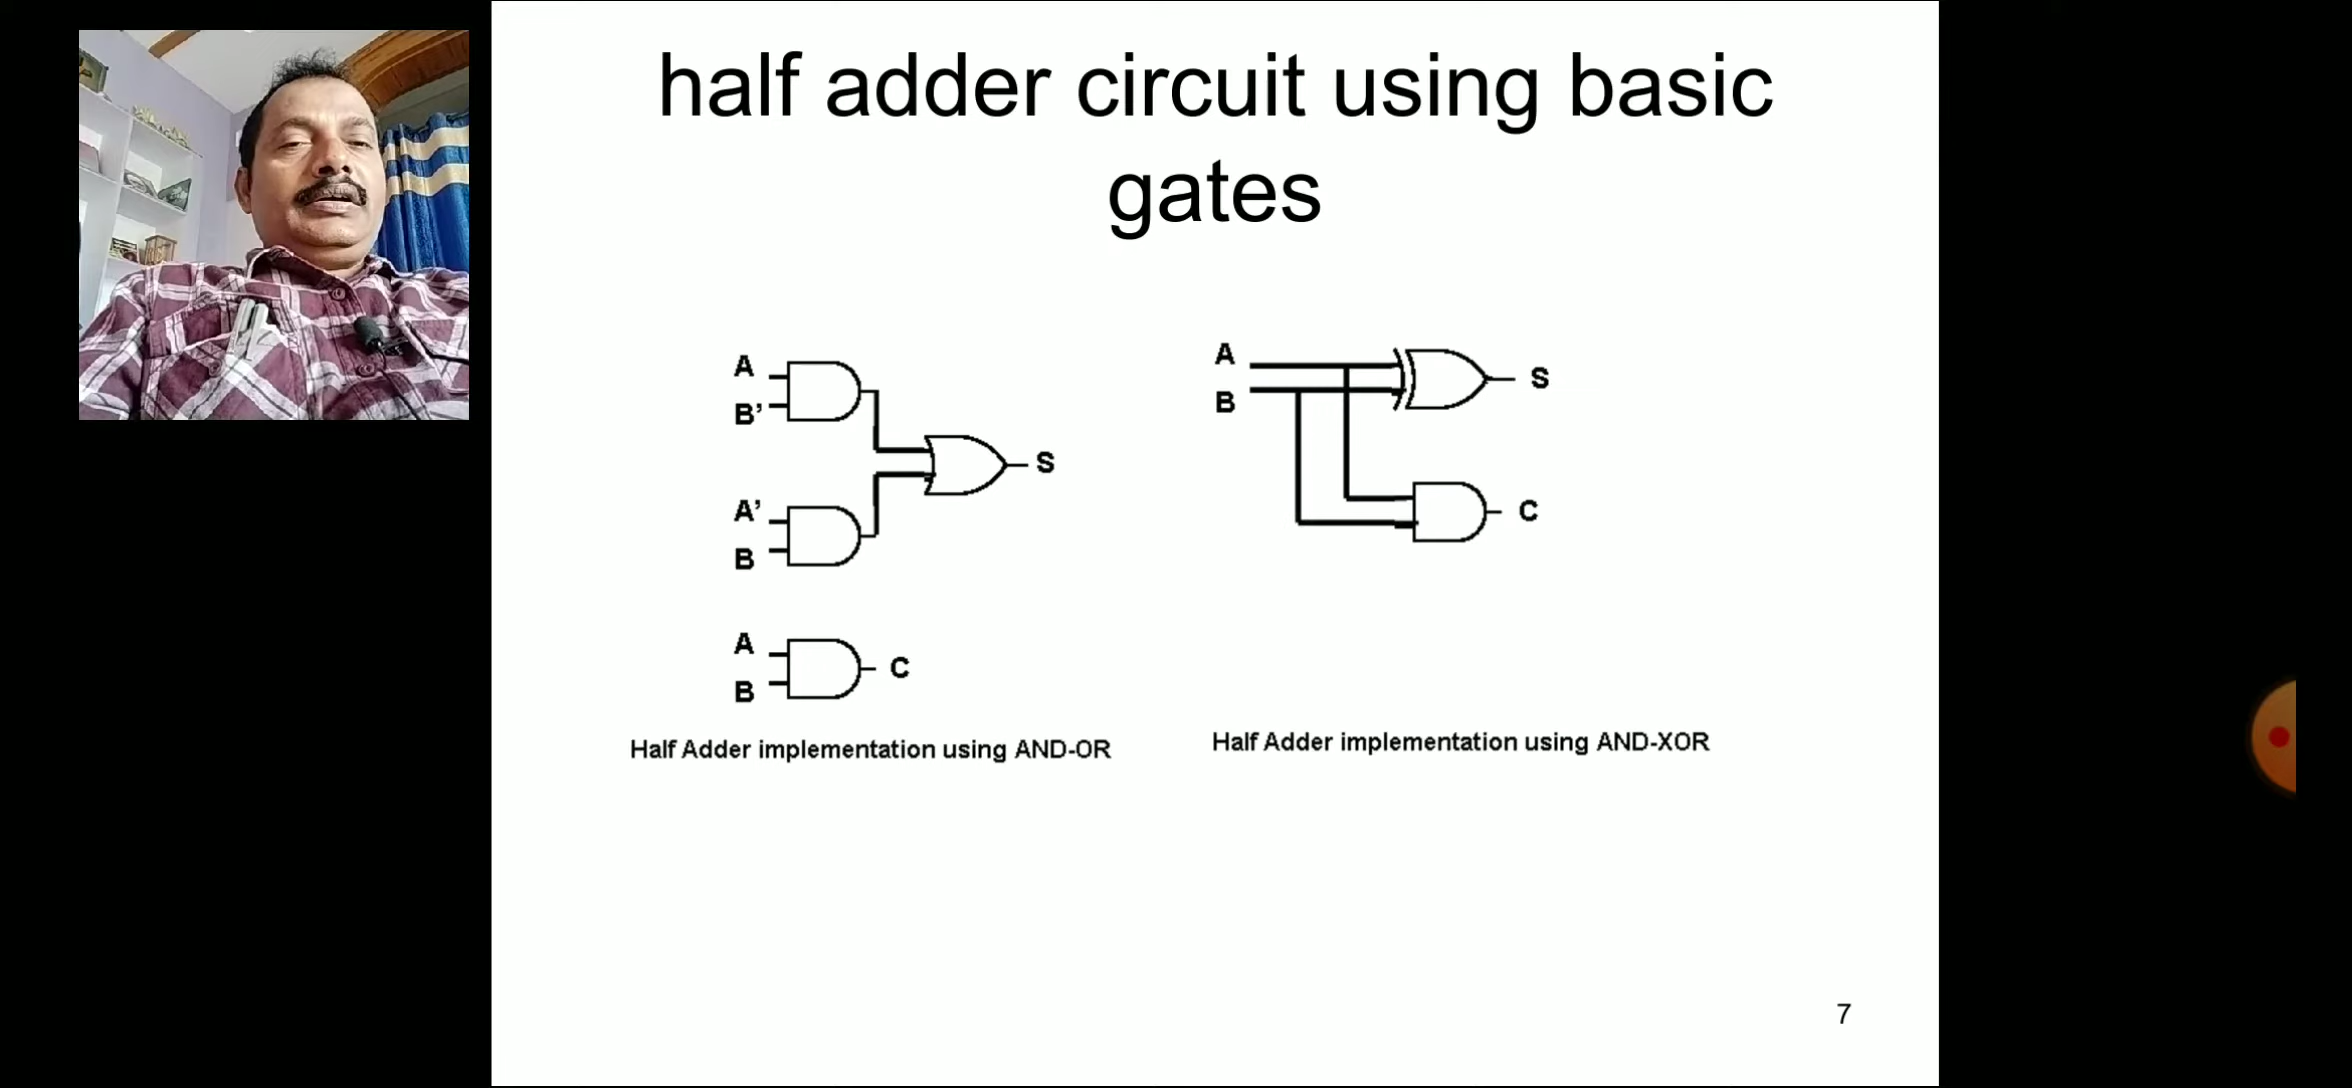 half adder circuit using basic
gates
A
B'
S
A'
B
A
B
C
Half Adder implementation using AND-OR
A
B
S
C
Half Adder implementation using AND-XOR
7